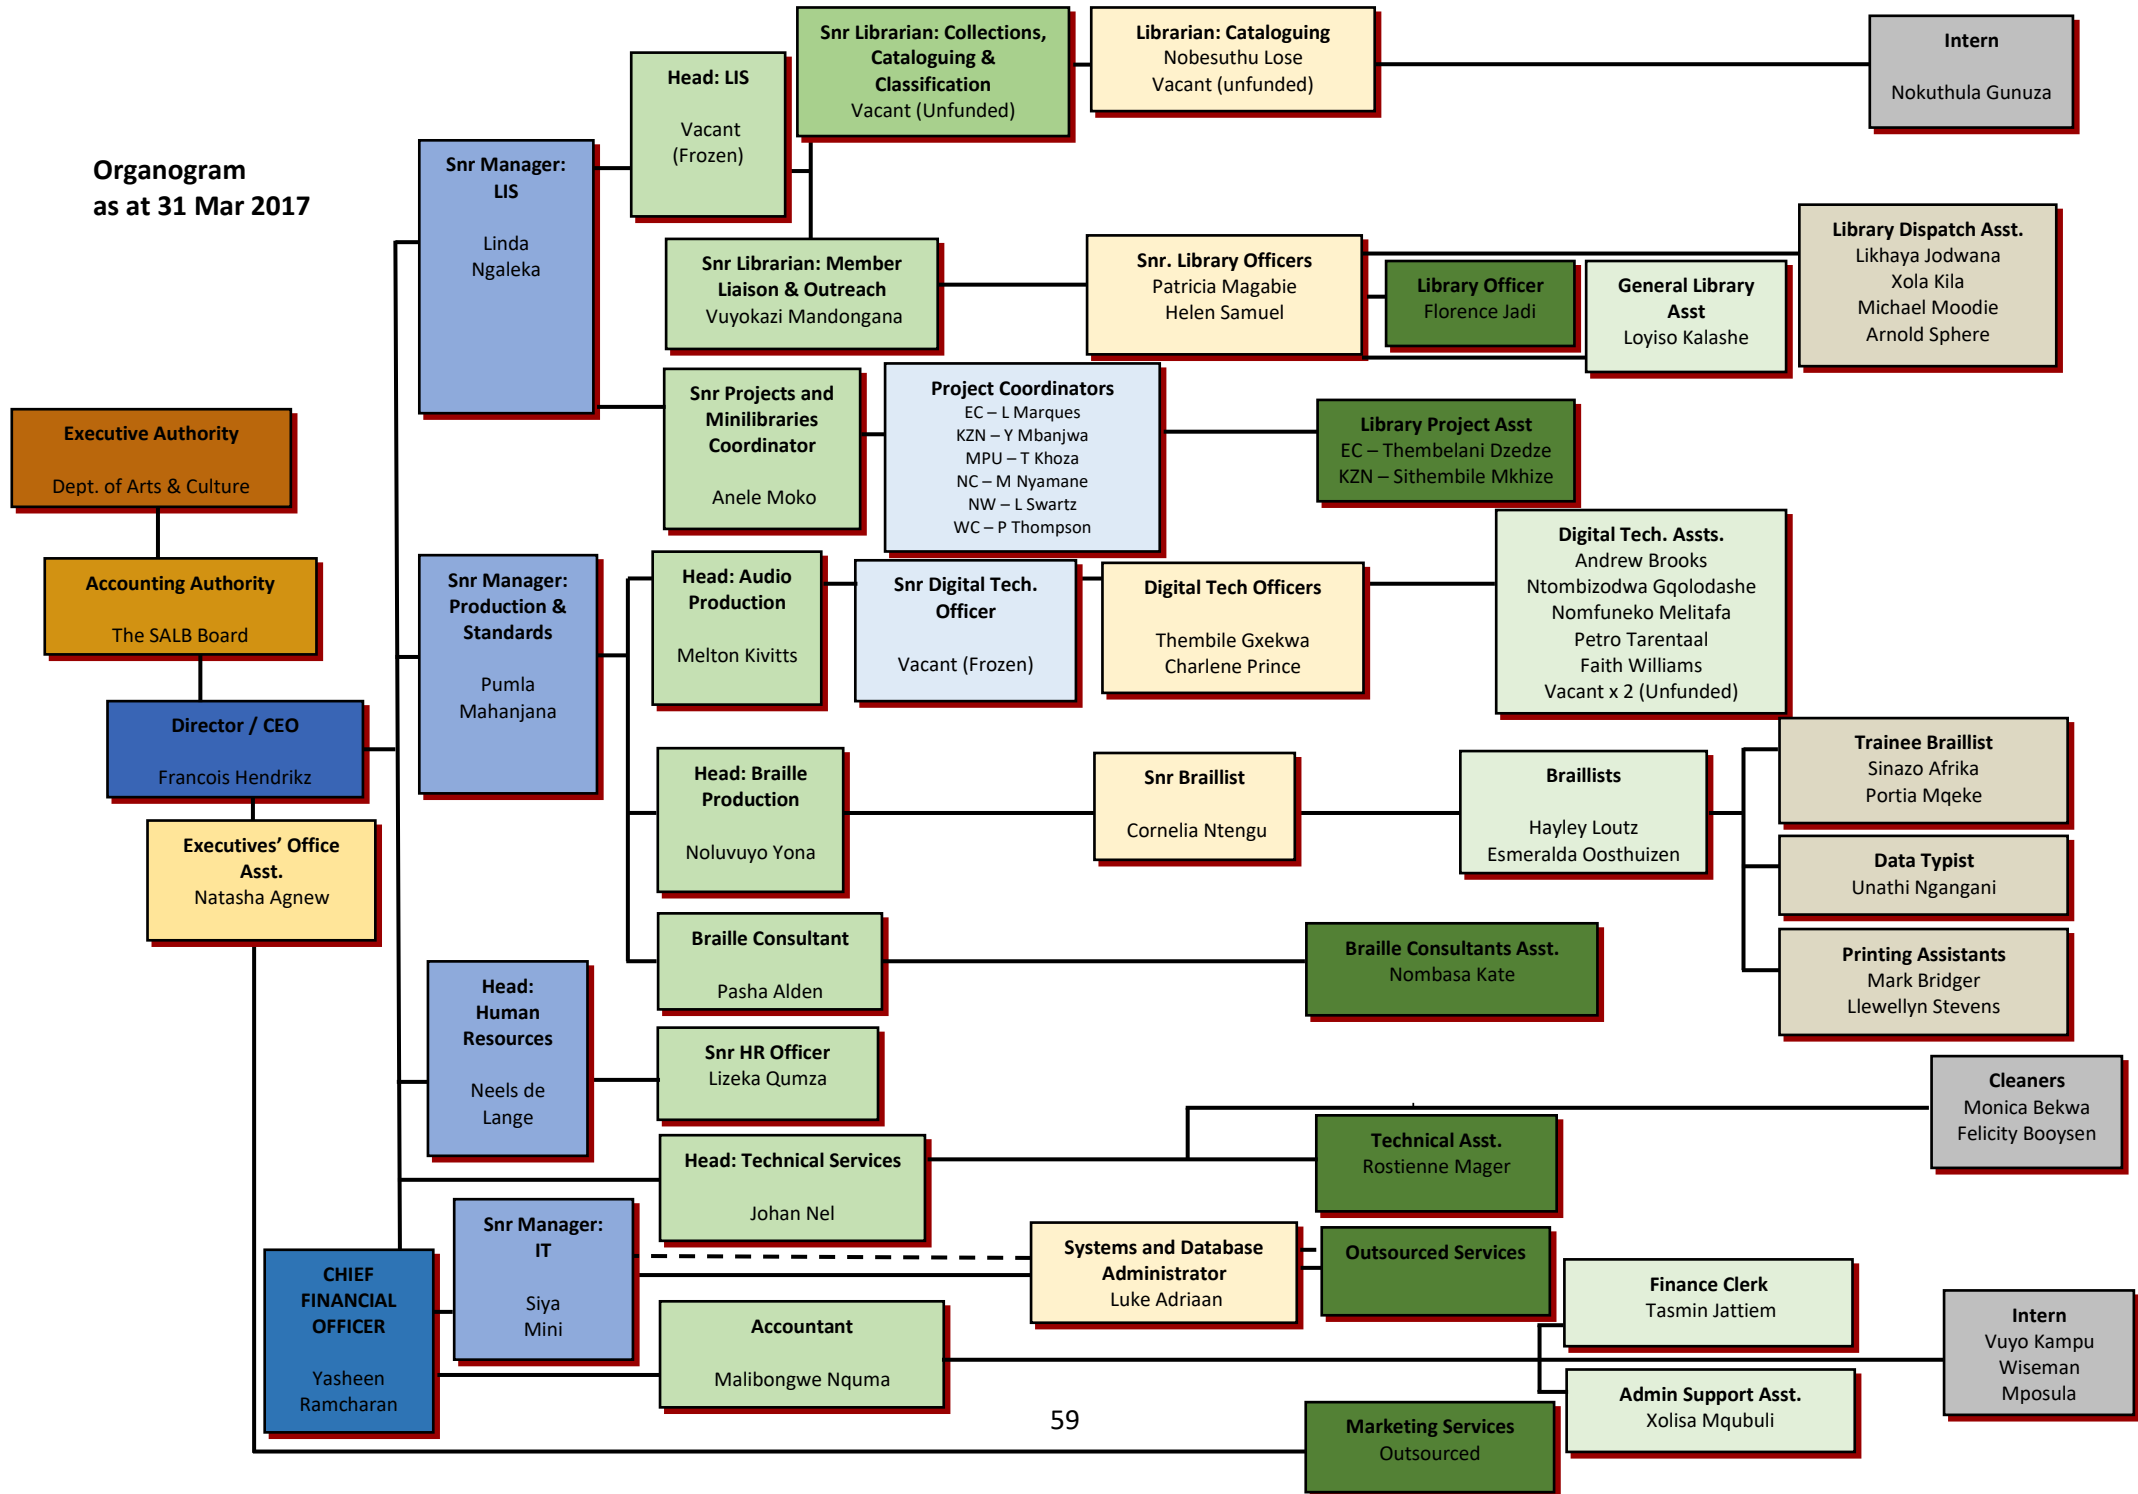 Organogram
as at 31 Mar 2017
Executive Authority
Dept. of Arts & Culture
Accounting Authority
The SALB Board
Director / CEO
Francois Hendrikz
Executives’ Office
Asst.
Natasha Agnew
Snr Manager:
LIS
Linda
Ngaleka
Head: LIS
Vacant
(Frozen)
Snr Librarian: Collections,
Cataloguing &
Classification
Vacant (Unfunded)
Librarian: Cataloguing
Nobesuthu Lose
Vacant (unfunded)
Intern
Nokuthula Gunuza
Snr Librarian: Member
Liaison & Outreach
Vuyokazi Mandongana
Snr. Library Officers
Patricia Magabie
Helen Samuel
Library Officer
Florence Jadi
General Library
Asst
Loyiso Kalashe
Library Dispatch Asst.
Likhaya Jodwana
Xola Kila
Michael Moodie
Arnold Sphere
Snr Projects and
Minilibraries
Coordinator
Anele Moko
Project Coordinators
EC – L Marques
KZN – Y Mbanjwa
MPU – T Khoza
NC – M Nyamane
NW – L Swartz
WC – P Thompson
Library Project Asst
EC – Thembelani Dzedze
KZN – Sithembile Mkhize
Snr Manager:
Production &
Standards
Pumla
Mahanjana
Head: Audio
Production
Melton Kivitts
Snr Digital Tech.
Officer
Vacant (Frozen)
Digital Tech Officers
Thembile Gxekwa
Charlene Prince
Digital Tech. Assts.
Andrew Brooks
Ntombizodwa Gqolodashe
Nomfuneko Melitafa
Petro Tarentaal
Faith Williams
Vacant x 2 (Unfunded)
Head: Braille
Production
Noluvuyo Yona
Snr Braillist
Cornelia Ntengu
Braillists
Hayley Loutz
Esmeralda Oosthuizen
Trainee Braillist
Sinazo Afrika
Portia Mqeke
Data Typist
Unathi Ngangani
Printing Assistants
Mark Bridger
Llewellyn Stevens
Braille Consultant
Pasha Alden
Braille Consultants Asst.
Nombasa Kate
Head:
Human
Resources
Neels de
Lange
Snr HR Officer
Lizeka Qumza
Head: Technical Services
Johan Nel
Technical Asst.
Rostienne Mager
Cleaners
Monica Bekwa
Felicity Booysen
CHIEF
FINANCIAL
OFFICER
Yasheen
Ramcharan
Snr Manager:
IT
Siya
Mini
Systems and Database
Administrator
Luke Adriaan
Outsourced Services
Accountant
Malibongwe Nquma
Finance Clerk
Tasmin Jattiem
Admin Support Asst.
Xolisa Mqubuli
Intern
Vuyo Kampu
Wiseman
Mposula
Marketing Services
Outsourced
59